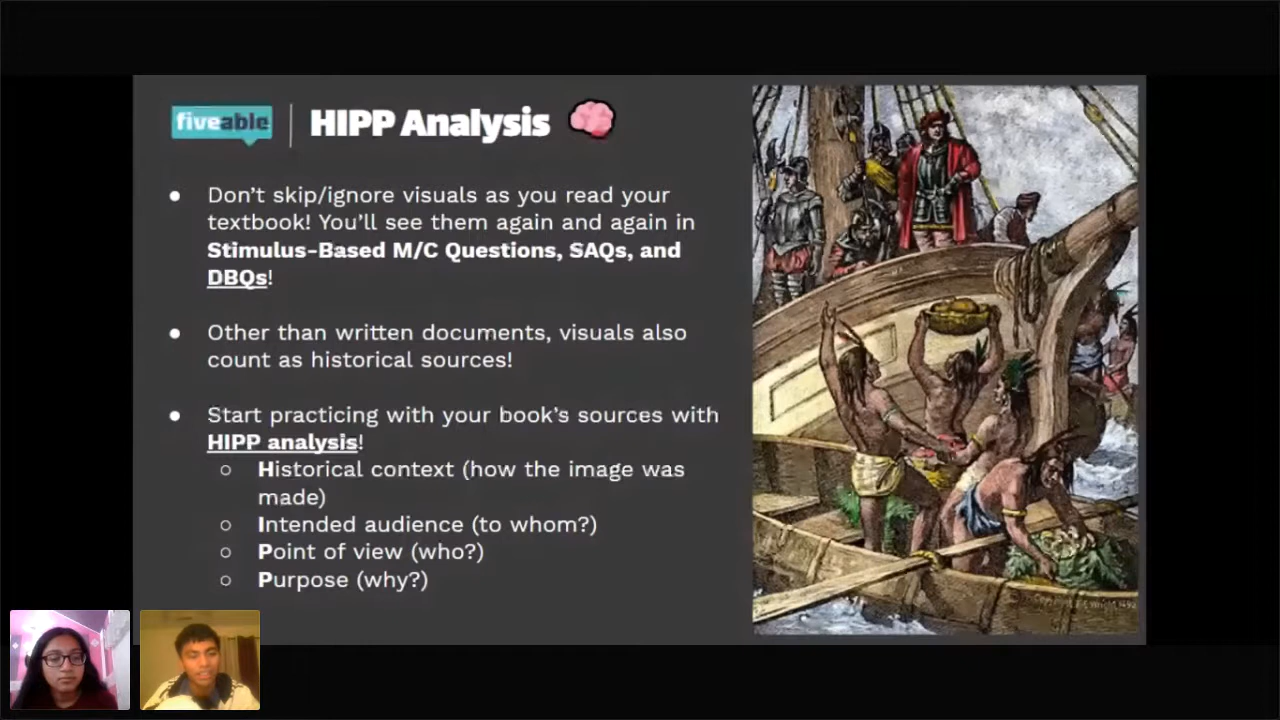 fiveable
HIPP Analysis
● Don't skip/ignore visuals as you read your
textbook! You'll see them again and again in
Stimulus-Based M/C Questions, SAQs, and
DBQs!
● Other than written documents, visuals also
count as historical sources!
● Start practicing with your book's sources with
HIPP analysis!
○ Historical context (how the image was
made)
○ Intended audience (to whom?)
○ Point of view (who?)
○ Purpose (why?)